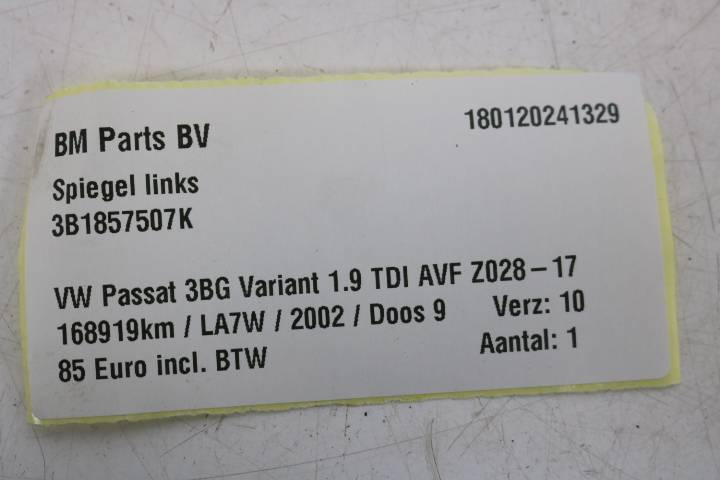 BM Parts BV 180120241329
Spiegel links
3B1857507K
VW Passat 3BG Variant 1.9 TDI AVF Z028-17
168919km / LA7W / 2002 / Doos 9 Verz: 10
85 Euro incl. BTW Aantal: 1